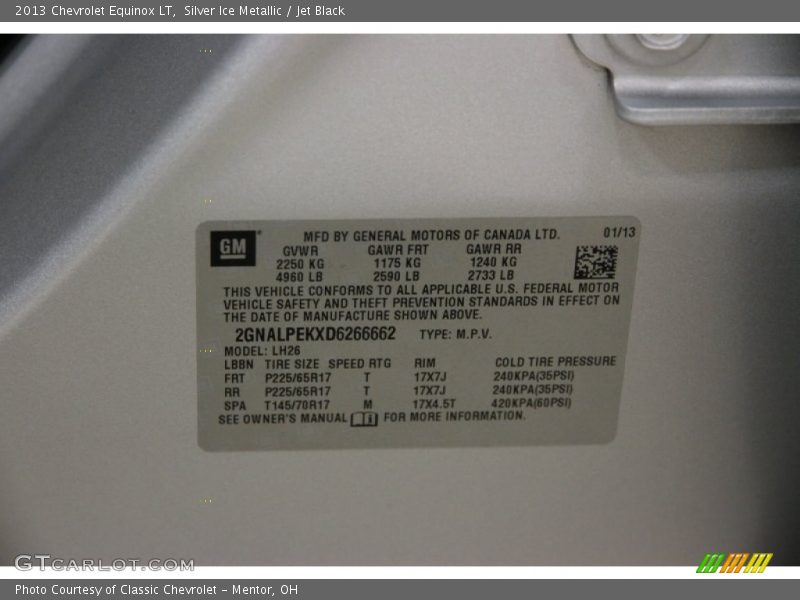 2013 Chevrolet Equinox LT, Silver Ice Metallic / Jet Black
GM
MFD BY GENERAL MOTORS OF CANADA LTD. 01/13
GVWR GAWR FRT GAWR RR
2250 KG 1175 KG 1240 KG
4960 LB 2590 LB 2733 LB
THIS VEHICLE CONFORMS TO ALL APPLICABLE U.S. FEDERAL MOTOR
VEHICLE SAFETY AND THEFT PREVENTION STANDARDS IN EFFECT ON
THE DATE OF MANUFACTURE SHOWN ABOVE.
2GNALPEKXD6266662 TYPE: M.P.V.
MODEL: LH26
LBBN TIRE SIZE SPEED RTG RIM COLD TIRE PRESSURE
FRT P225/65R17 T 17X7J 240KPA(35PSI)
RR P225/65R17 T 17X7J 240KPA(35PSI)
SPA T145/70R17 M 17X4.5T 420KPA(60PSI)
SEE OWNER'S MANUAL FOR MORE INFORMATION.
GTCARLOT.COM
Photo Courtesy of Classic Chevrolet - Mentor, OH